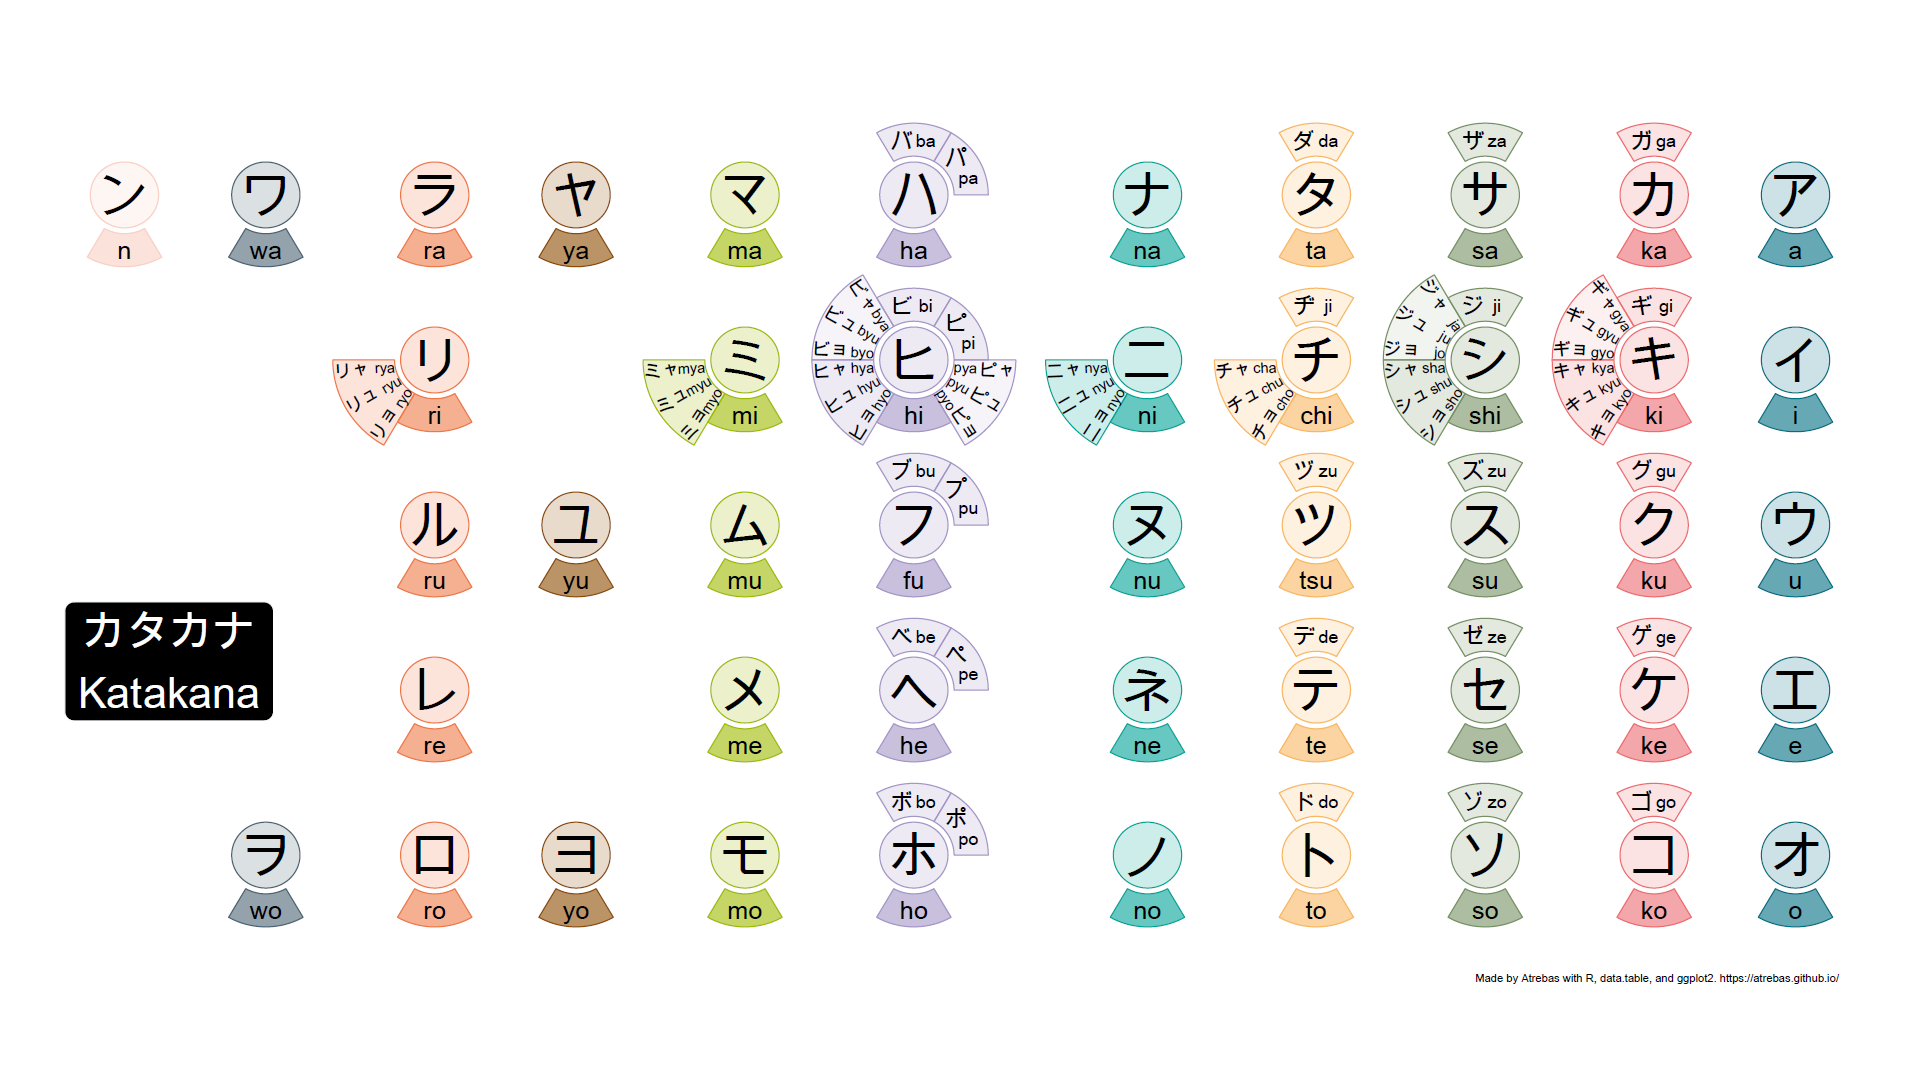 バ ba パ pa ダ da ザ za ガ ga
ン ワ ラ ヤ マ ハ ナ タ サ カ ア
n wa ra ya ma ha na ta sa ka a
ビャ bya ビ bi ピ pi ヂ ji ジャ ja ジ ji ギャ gya ギ gi
ビュ byu ジュ ju ギュ gyu
ビョ byo ジョ jo ギョ gyo
リ ミ ヒ ニ チ シ キ イ
リャ rya ミャ mya ヒャ hya pya ピャ ニャ nya チャ cha シャ sha キャ kya
リュ ryu ミュ myu ヒュ hyu pyu ピュ ニュ nyu チュ chu シュ shu キュ kyu
リョ ryo ミョ myo ヒョ hyo pyo ピョ ニョ nyo チョ cho ショ sho キョ kyo
ri mi hi ni chi shi ki i
ブ bu プ pu ヅ zu ズ zu グ gu
ル ユ ム フ ヌ ツ ス ク ウ
ru yu mu fu nu tsu su ku u
カタカナ
Katakana
ベ be ペ pe デ de ゼ ze ゲ ge
レ メ ヘ ネ テ セ ケ エ
re me he ne te se ke e
ボ bo ポ po ド do ゾ zo ゴ go
ヲ ロ ヨ モ ホ ノ ト ソ コ オ
wo ro yo mo ho no to so ko o
Made by Atrebas with R, data.table, and ggplot2. https://atrebas.github.io/